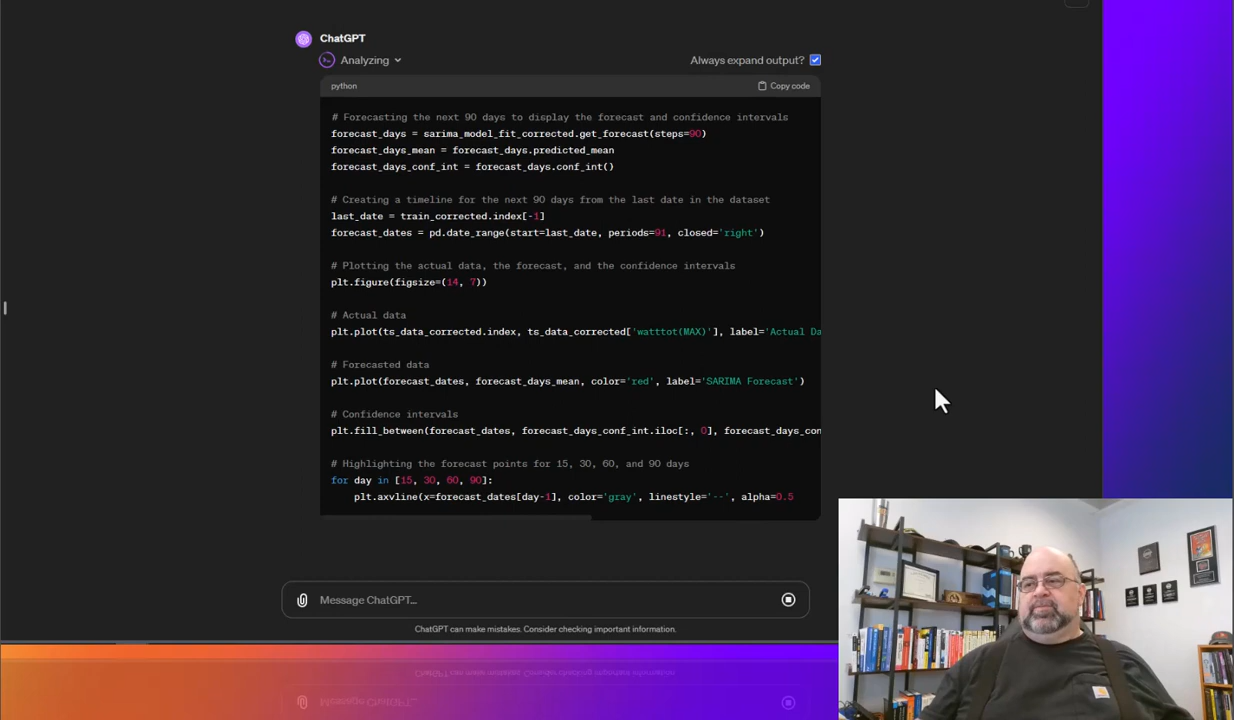 ChatGPT
Analyzing
Always expand output?
python
Copy code
# Forecasting the next 90 days to display the forecast and confidence intervals
forecast_days = sarima_model_fit_corrected.get_forecast(steps=90)
forecast_days_mean = forecast_days.predicted_mean
forecast_days_conf_int = forecast_days.conf_int()
# Creating a timeline for the next 90 days from the last date in the dataset
last_date = train_corrected.index[-1]
forecast_dates = pd.date_range(start=last_date, periods=91, closed='right')
# Plotting the actual data, the forecast, and the confidence intervals
plt.figure(figsize=(14, 7))
# Actual data
plt.plot(ts_data_corrected.index, ts_data_corrected['watttot(MAX)'], label='Actual Da
# Forecasted data
plt.plot(forecast_dates, forecast_days_mean, color='red', label='SARIMA Forecast')
# Confidence intervals
plt.fill_between(forecast_dates, forecast_days_conf_int.iloc[:, 0], forecast_days_con
# Highlighting the forecast points for 15, 30, 60, and 90 days
for day in [15, 30, 60, 90]:
plt.axvline(x=forecast_dates[day-1], color='gray', linestyle='--', alpha=0.5
Message ChatGPT...
ChatGPT can make mistakes. Consider checking important information.